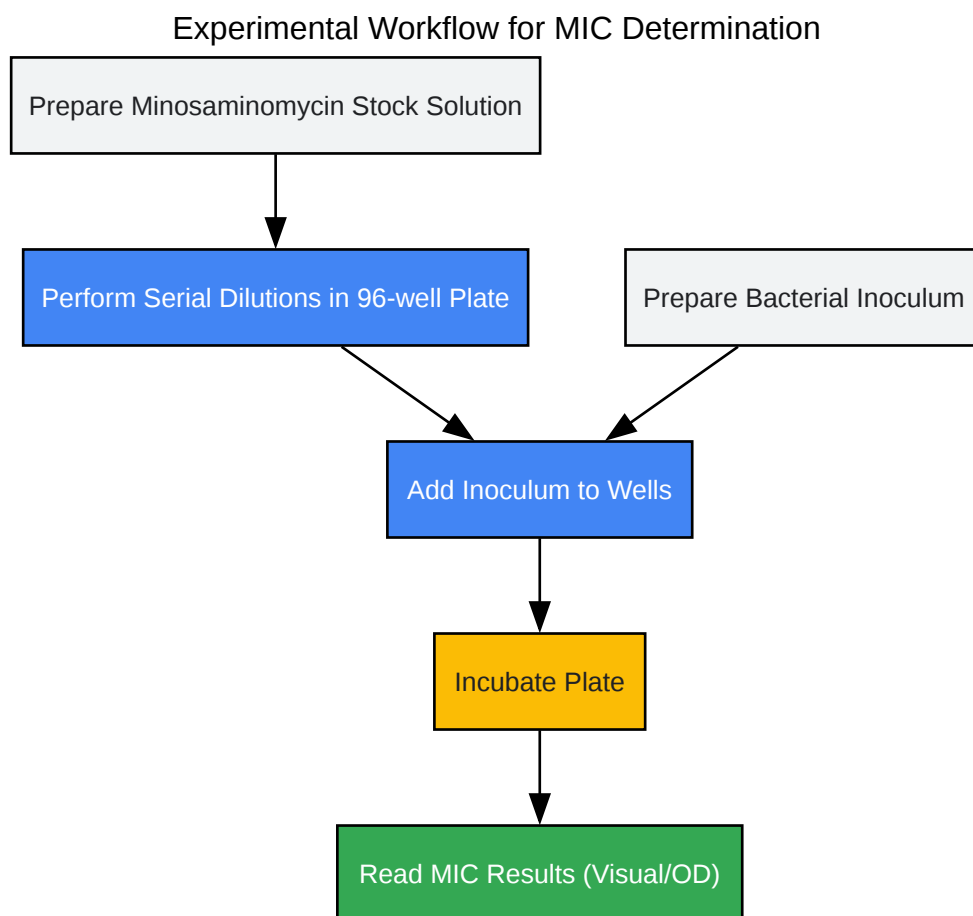 Experimental Workflow for MIC Determination
Prepare Minosaminomycin Stock Solution
Perform Serial Dilutions in 96-well Plate
Prepare Bacterial Inoculum
Add Inoculum to Wells
Incubate Plate
Read MIC Results (Visual/OD)